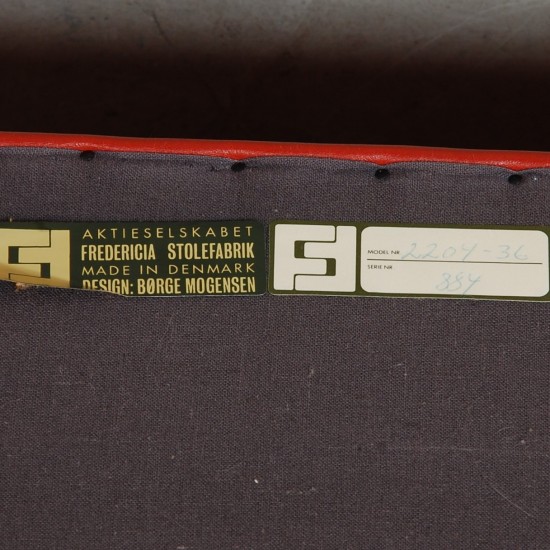 AKTIESELSKABET
FREDERICIA STOLEFABRIK
MADE IN DENMARK
DESIGN: BØRGE MOGENSEN
MODEL NR. 2204-36
SERIE NR. 384